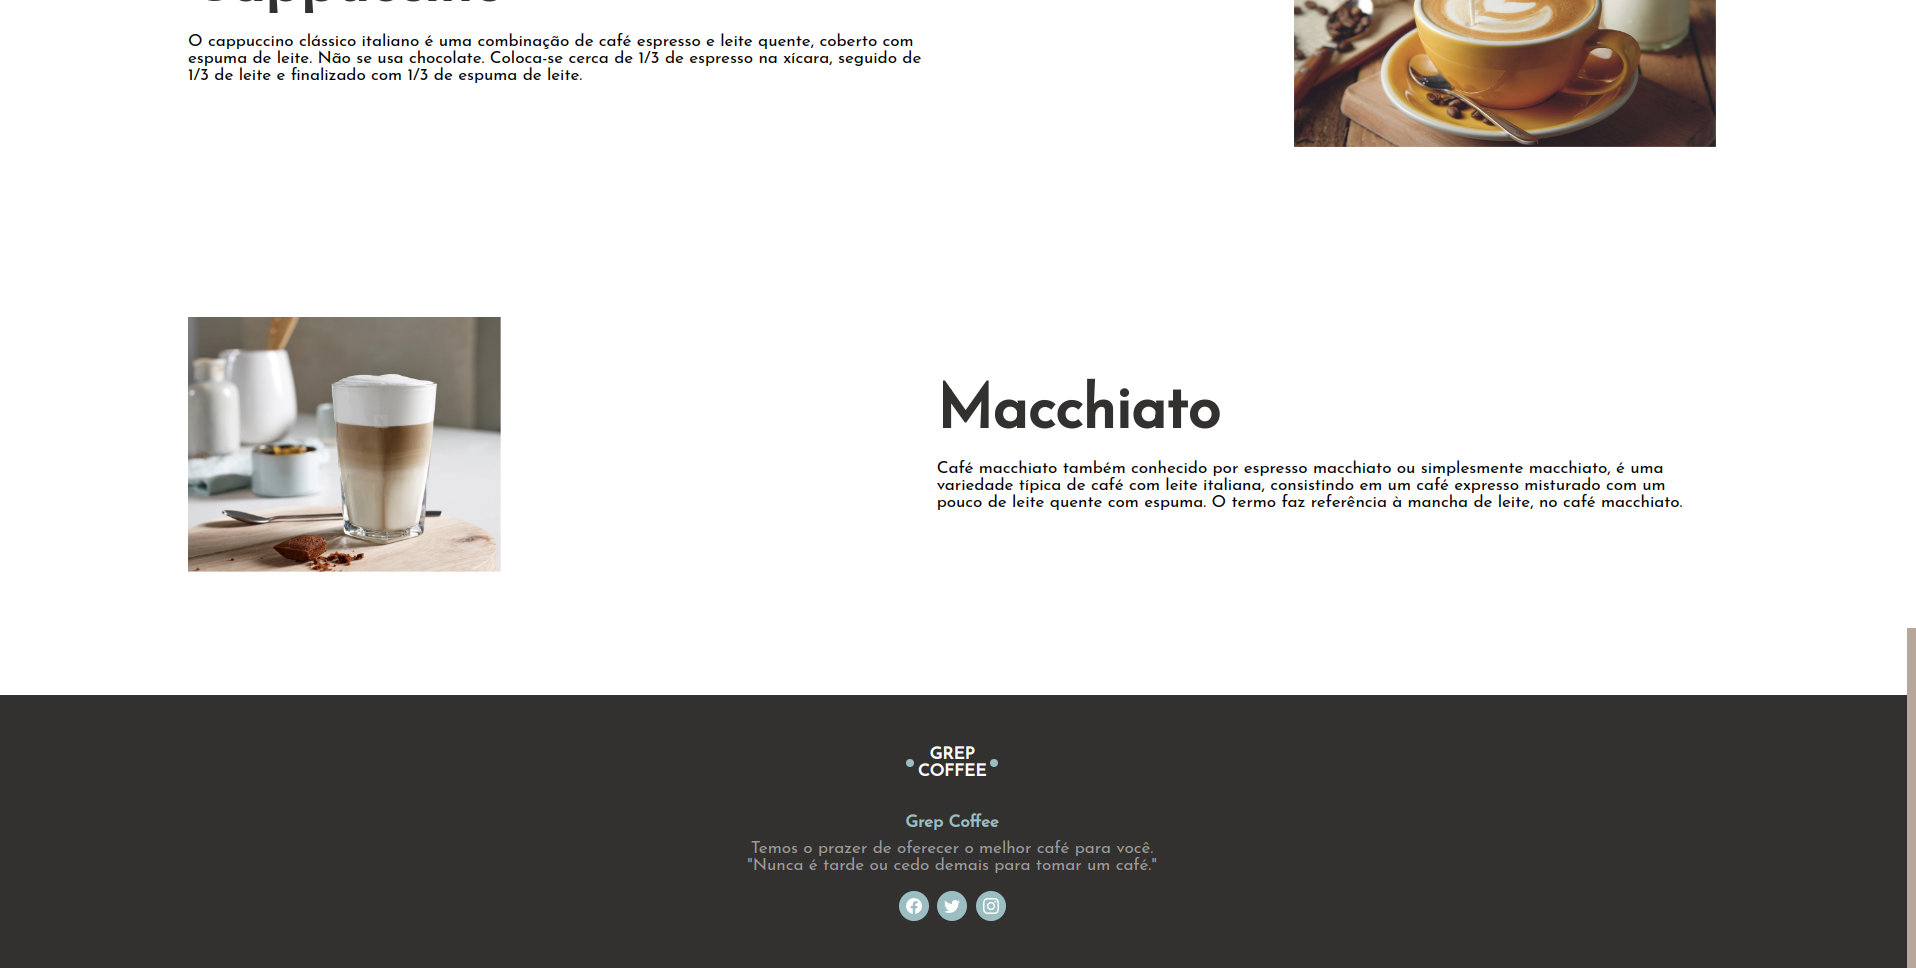 Cappuccino
O cappuccino clássico italiano é uma combinação de café espresso e leite quente, coberto com
espuma de leite. Não se usa chocolate. Coloca-se cerca de 1/3 de espresso na xícara, seguido de
1/3 de leite e finalizado com 1/3 de espuma de leite.
Macchiato
Café macchiato também conhecido por espresso macchiato ou simplesmente macchiato, é uma
variedade típica de café com leite italiana, consistindo em um café expresso misturado com um
pouco de leite quente com espuma. O termo faz referência à mancha de leite, no café macchiato.
GREP
COFFEE
Grep Coffee
Temos o prazer de oferecer o melhor café para você.
"Nunca é tarde ou cedo demais para tomar um café."